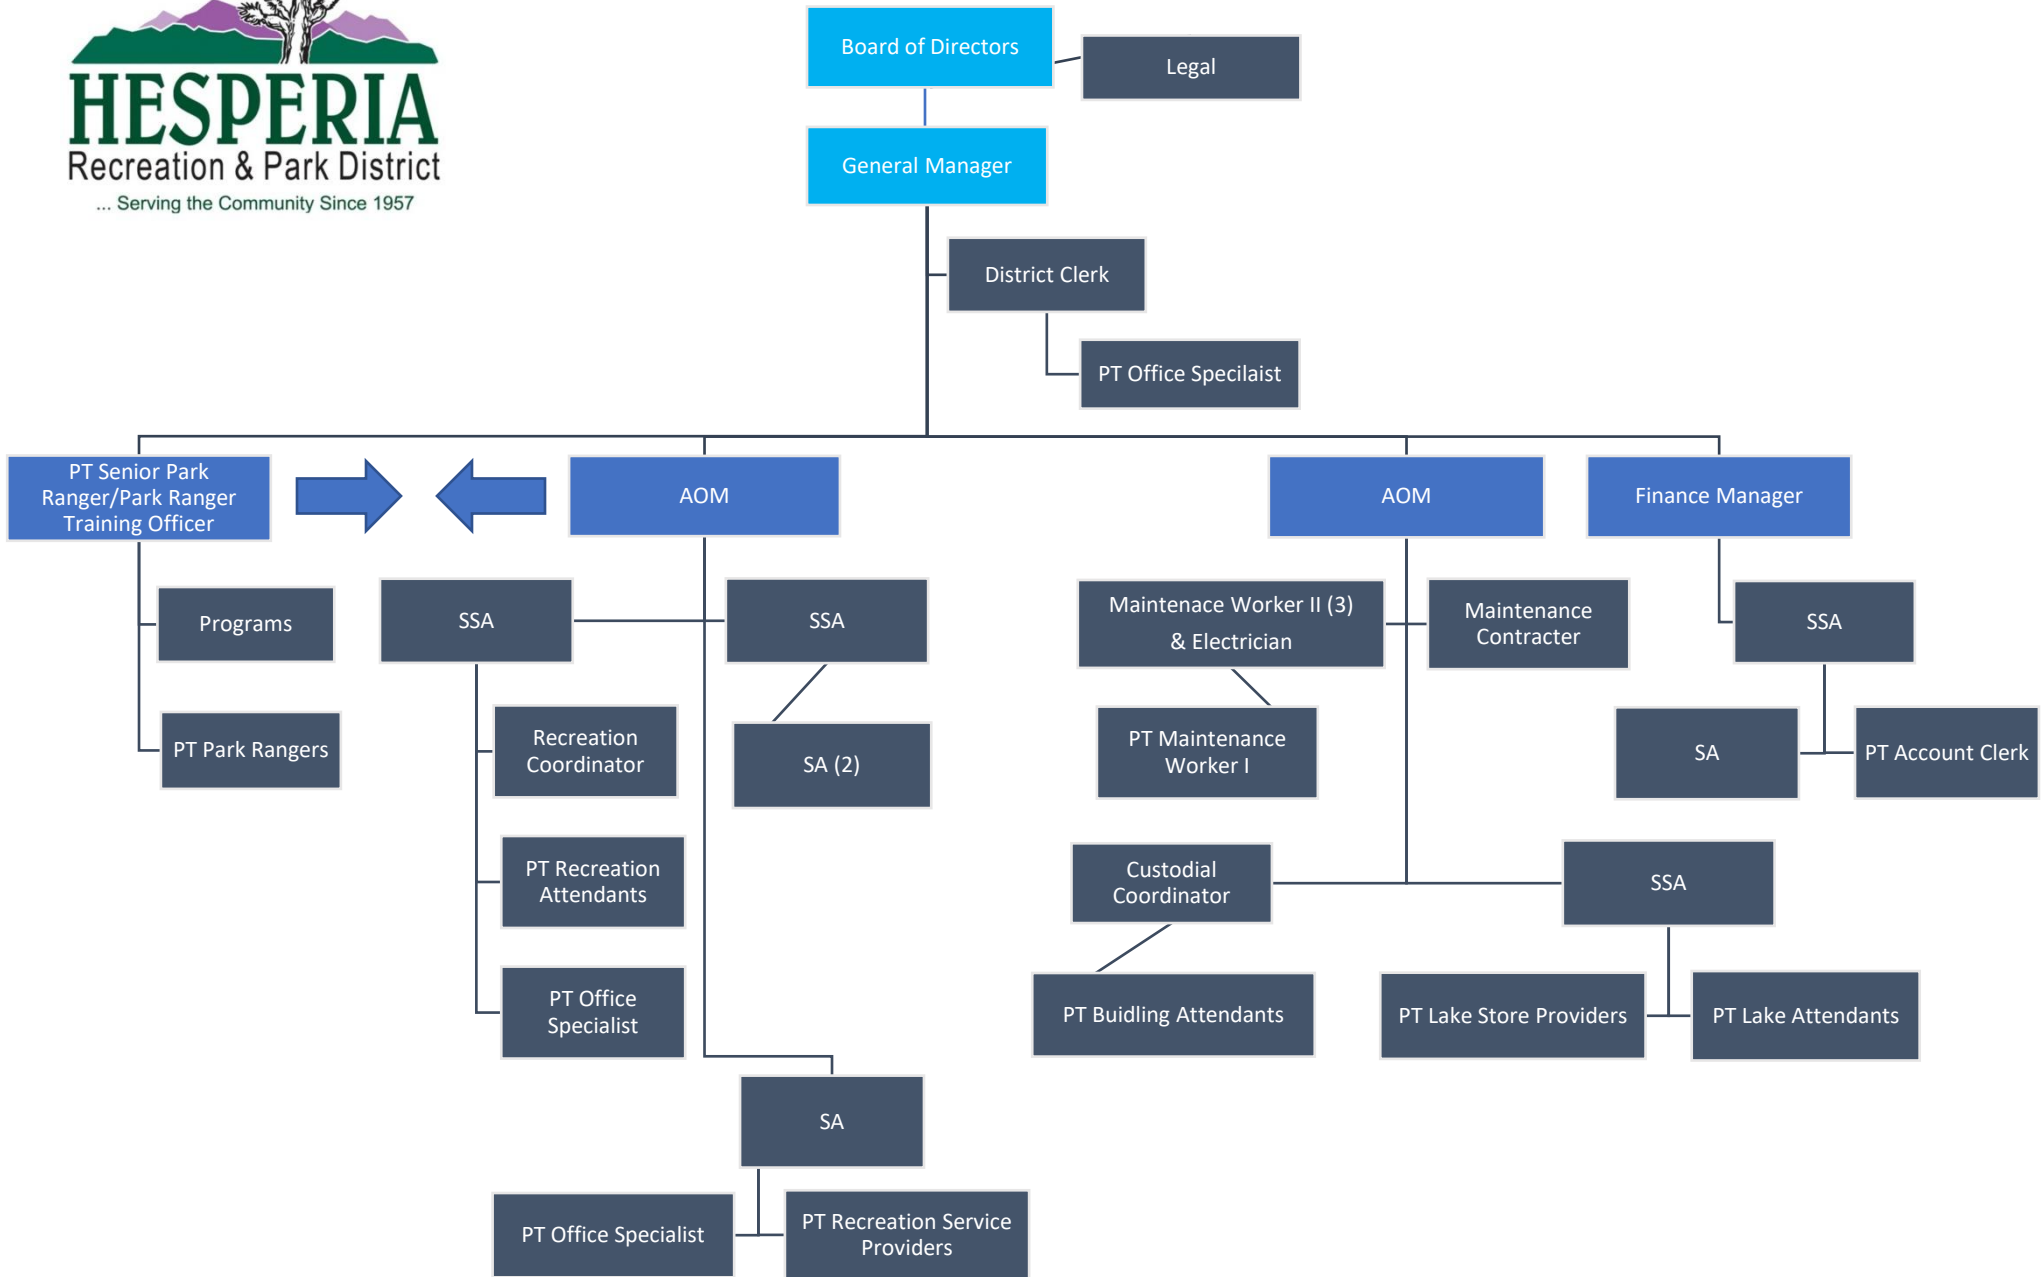 HESPERIA
Recreation & Park District
... Serving the Community Since 1957
Board of Directors
Legal
General Manager
District Clerk
PT Office Specilaist
PT Senior Park
Ranger/Park Ranger
Training Officer
AOM
AOM
Finance Manager
Programs
PT Park Rangers
SSA
SSA
Recreation
Coordinator
SA (2)
PT Recreation
Attendants
PT Office
Specialist
SA
PT Office Specialist
PT Recreation Service
Providers
Maintenace Worker II (3)
& Electrician
Maintenance
Contracter
PT Maintenance
Worker I
Custodial
Coordinator
SSA
PT Buidling Attendants
PT Lake Store Providers
PT Lake Attendants
SSA
SA
PT Account Clerk